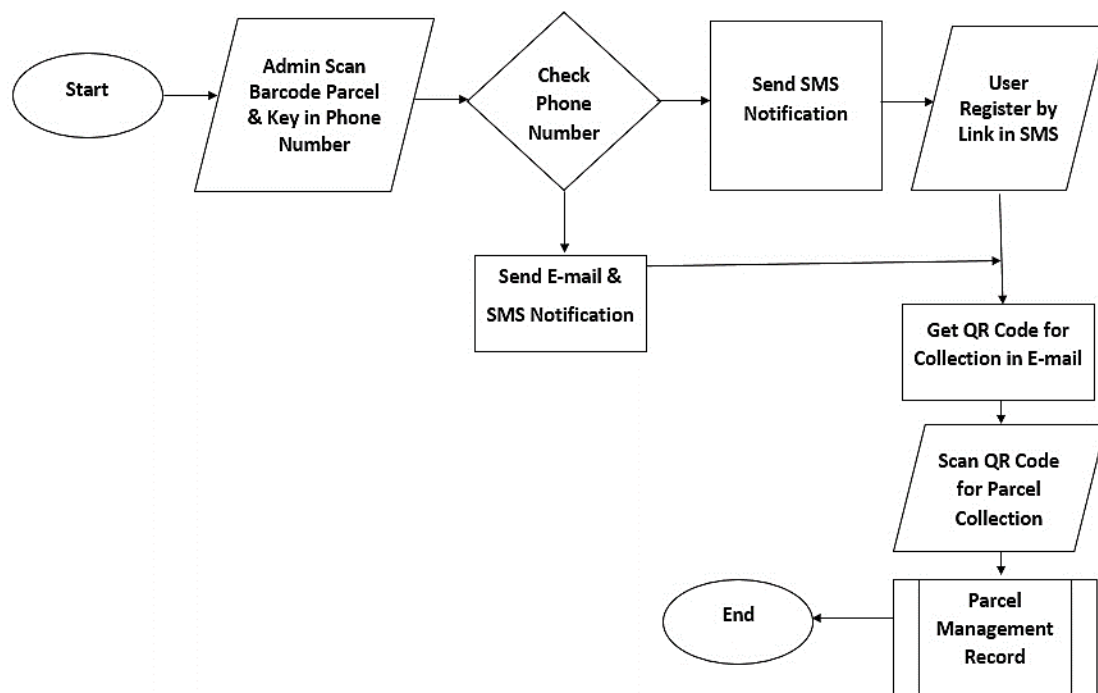 Start
Admin Scan
Barcode Parcel
& Key in Phone
Number
Check
Phone
Number
Send SMS
Notification
User
Register by
Link in SMS
Send E-mail &
SMS Notification
Get QR Code for
Collection in E-mail
Scan QR Code
for Parcel
Collection
Parcel
Management
Record
End